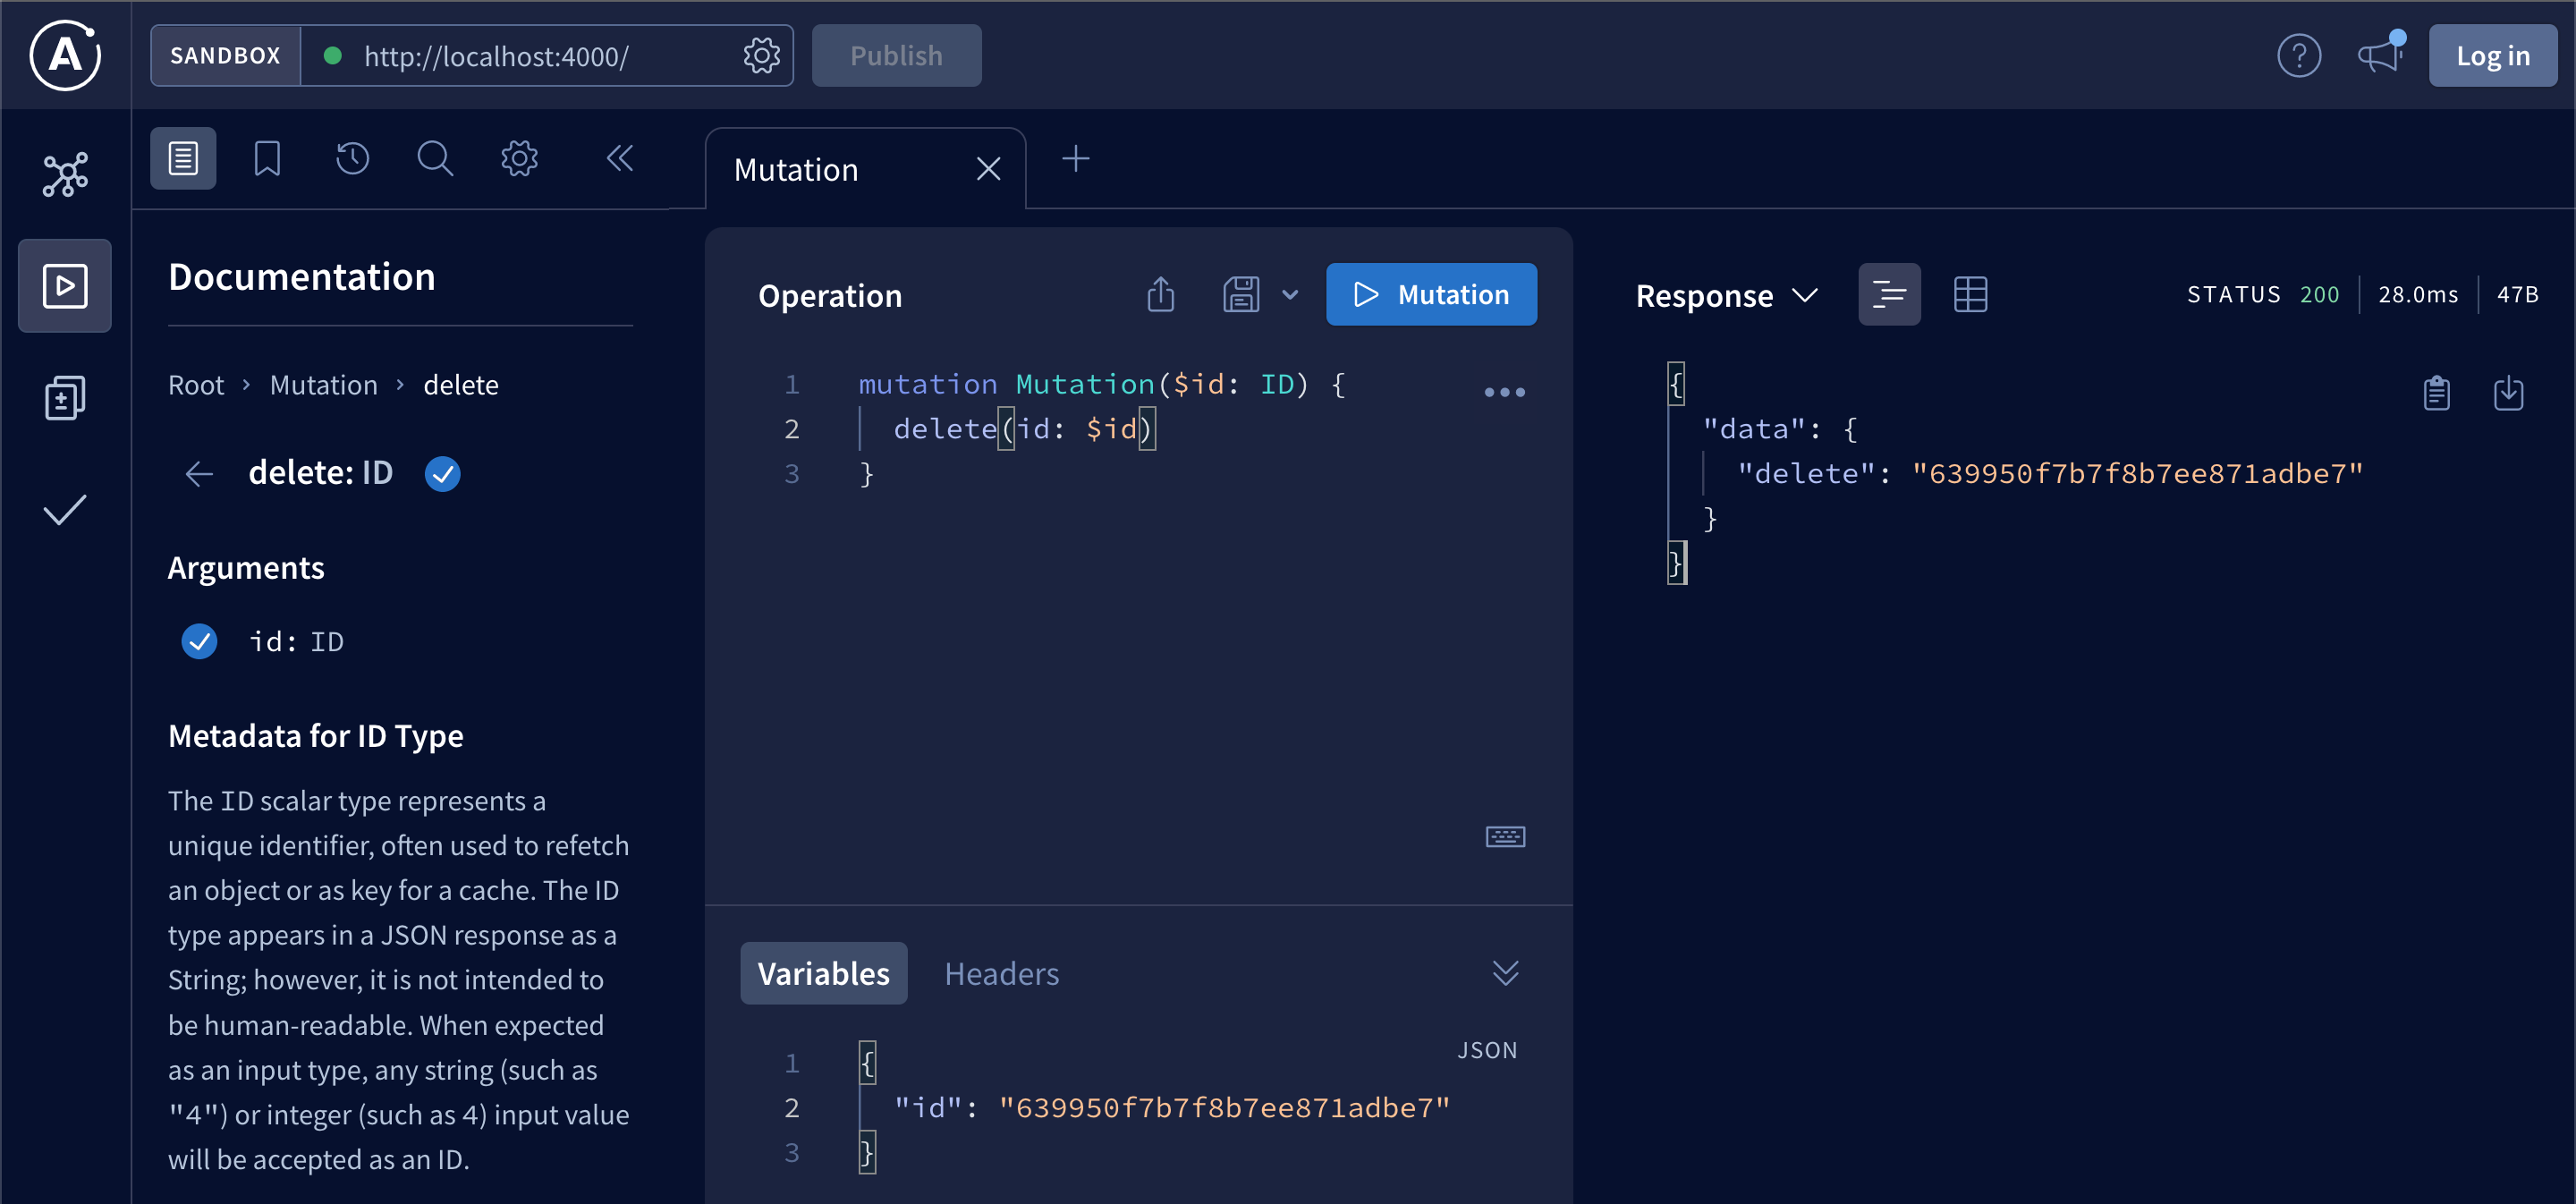 A
SANDBOX
http://localhost:4000/
Publish
?
Log in
Mutation
Documentation
Root › Mutation › delete
delete: ID
Arguments
id: ID
Metadata for ID Type
The ID scalar type represents a
unique identifier, often used to refetch
an object or as key for a cache. The ID
type appears in a JSON response as a
String; however, it is not intended to
be human-readable. When expected
as an input type, any string (such as
"4") or integer (such as 4) input value
will be accepted as an ID.
Operation
Mutation
1 mutation Mutation($id: ID) {
2 delete(id: $id)
3 }
Variables
Headers
JSON
1 {
2 "id": "639950f7b7f8b7ee871adbe7"
3 }
Response
STATUS 200 28.0ms 47B
{
"data": {
"delete": "639950f7b7f8b7ee871adbe7"
}
}